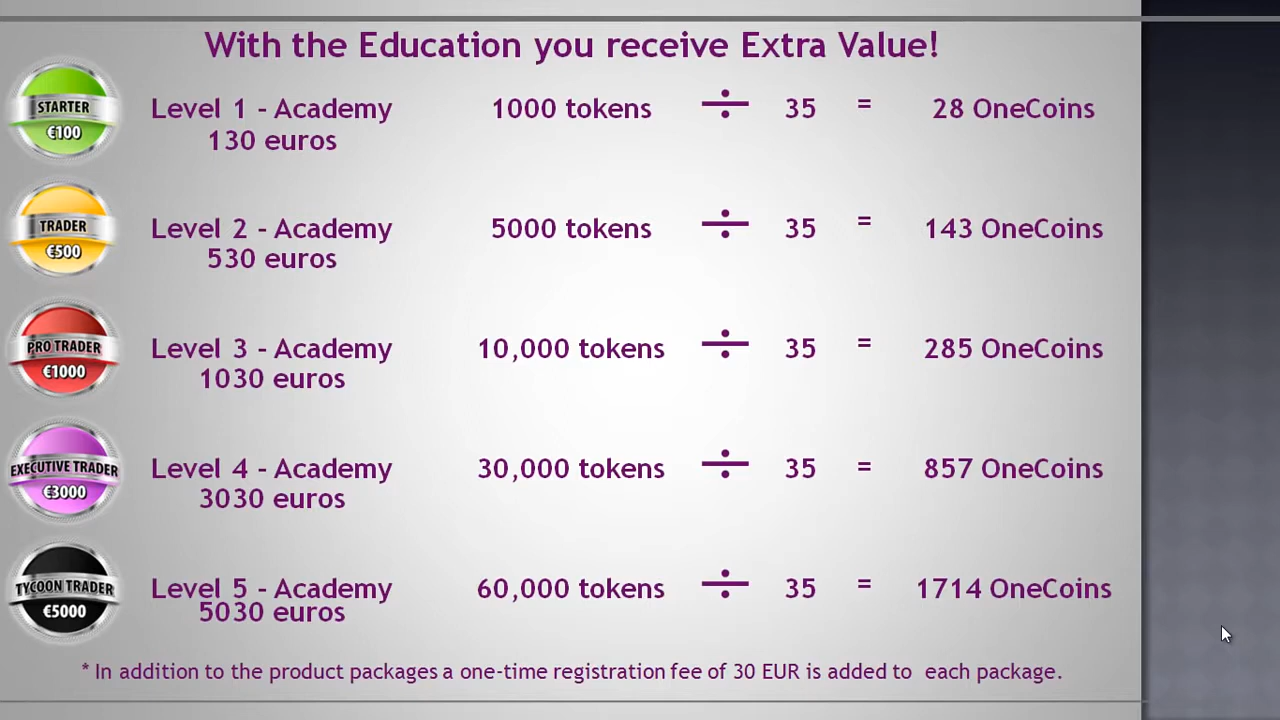 With the Education you receive Extra Value!
STARTER
€100
Level 1 - Academy 1000 tokens ÷ 35 = 28 OneCoins
130 euros
TRADER
€500
Level 2 - Academy 5000 tokens ÷ 35 = 143 OneCoins
530 euros
PRO TRADER
€1000
Level 3 - Academy 10,000 tokens ÷ 35 = 285 OneCoins
1030 euros
EXECUTIVE TRADER
€3000
Level 4 - Academy 30,000 tokens ÷ 35 = 857 OneCoins
3030 euros
TYCOON TRADER
€5000
Level 5 - Academy 60,000 tokens ÷ 35 = 1714 OneCoins
5030 euros
* In addition to the product packages a one-time registration fee of 30 EUR is added to each package.